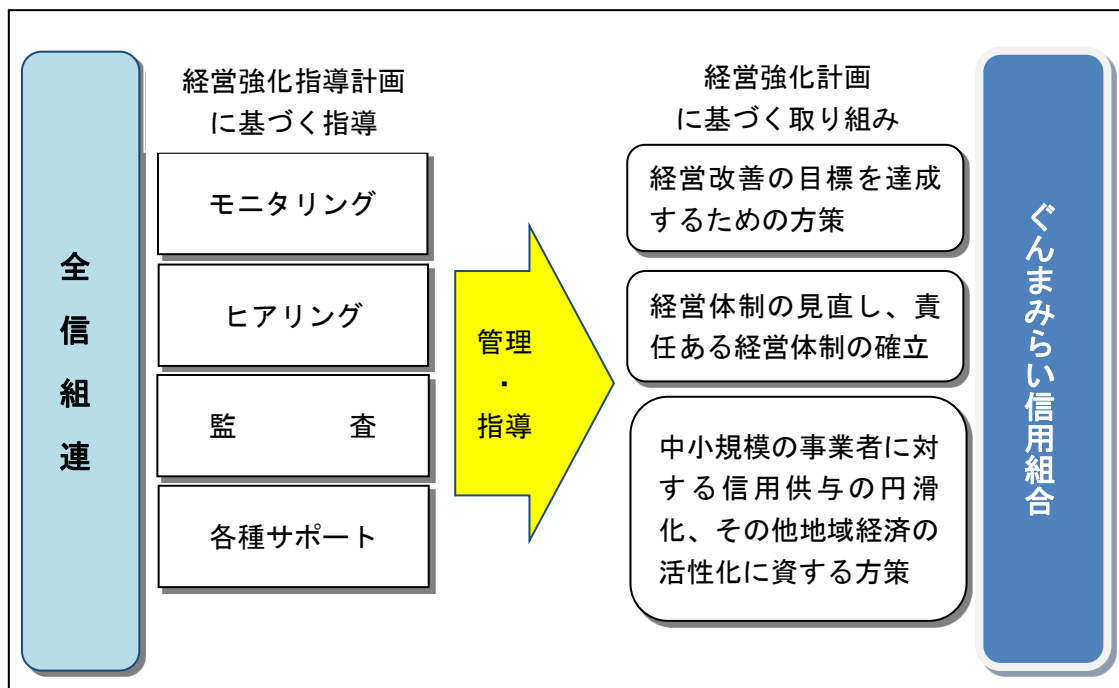 全信組連
経営強化指導計画
に基づく指導
モニタリング
ヒアリング
監　　　査
各種サポート
管理
・
指導
経営強化計画
に基づく取り組み
経営改善の目標を達成
するための方策
経営体制の見直し、責
任ある経営体制の確立
中小規模の事業者に対
する信用供与の円滑
化、その他地域経済の
活性化に資する方策
ぐんまみらい信用組合